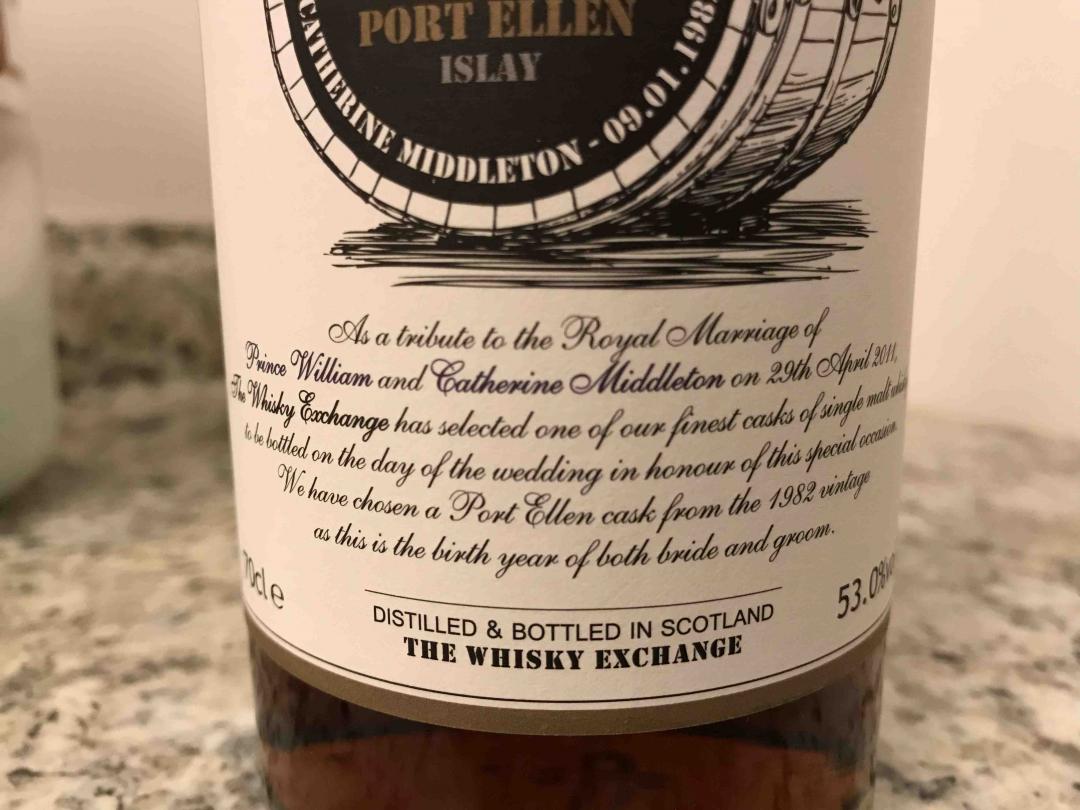 PORT ELLEN
ISLAY
CATHERINE MIDDLETON - 09.01.198
As a tribute to the Royal Marriage of
Prince William and Catherine Middleton on 29th April 2011,
The Whisky Exchange has selected one of our finest casks of single malt
to be bottled on the day of the wedding in honour of this special occasion.
We have chosen a Port Ellen cask from the 1982 vintage
as this is the birth year of both bride and groom.
70cl e
53.0%
DISTILLED & BOTTLED IN SCOTLAND
THE WHISKY EXCHANGE